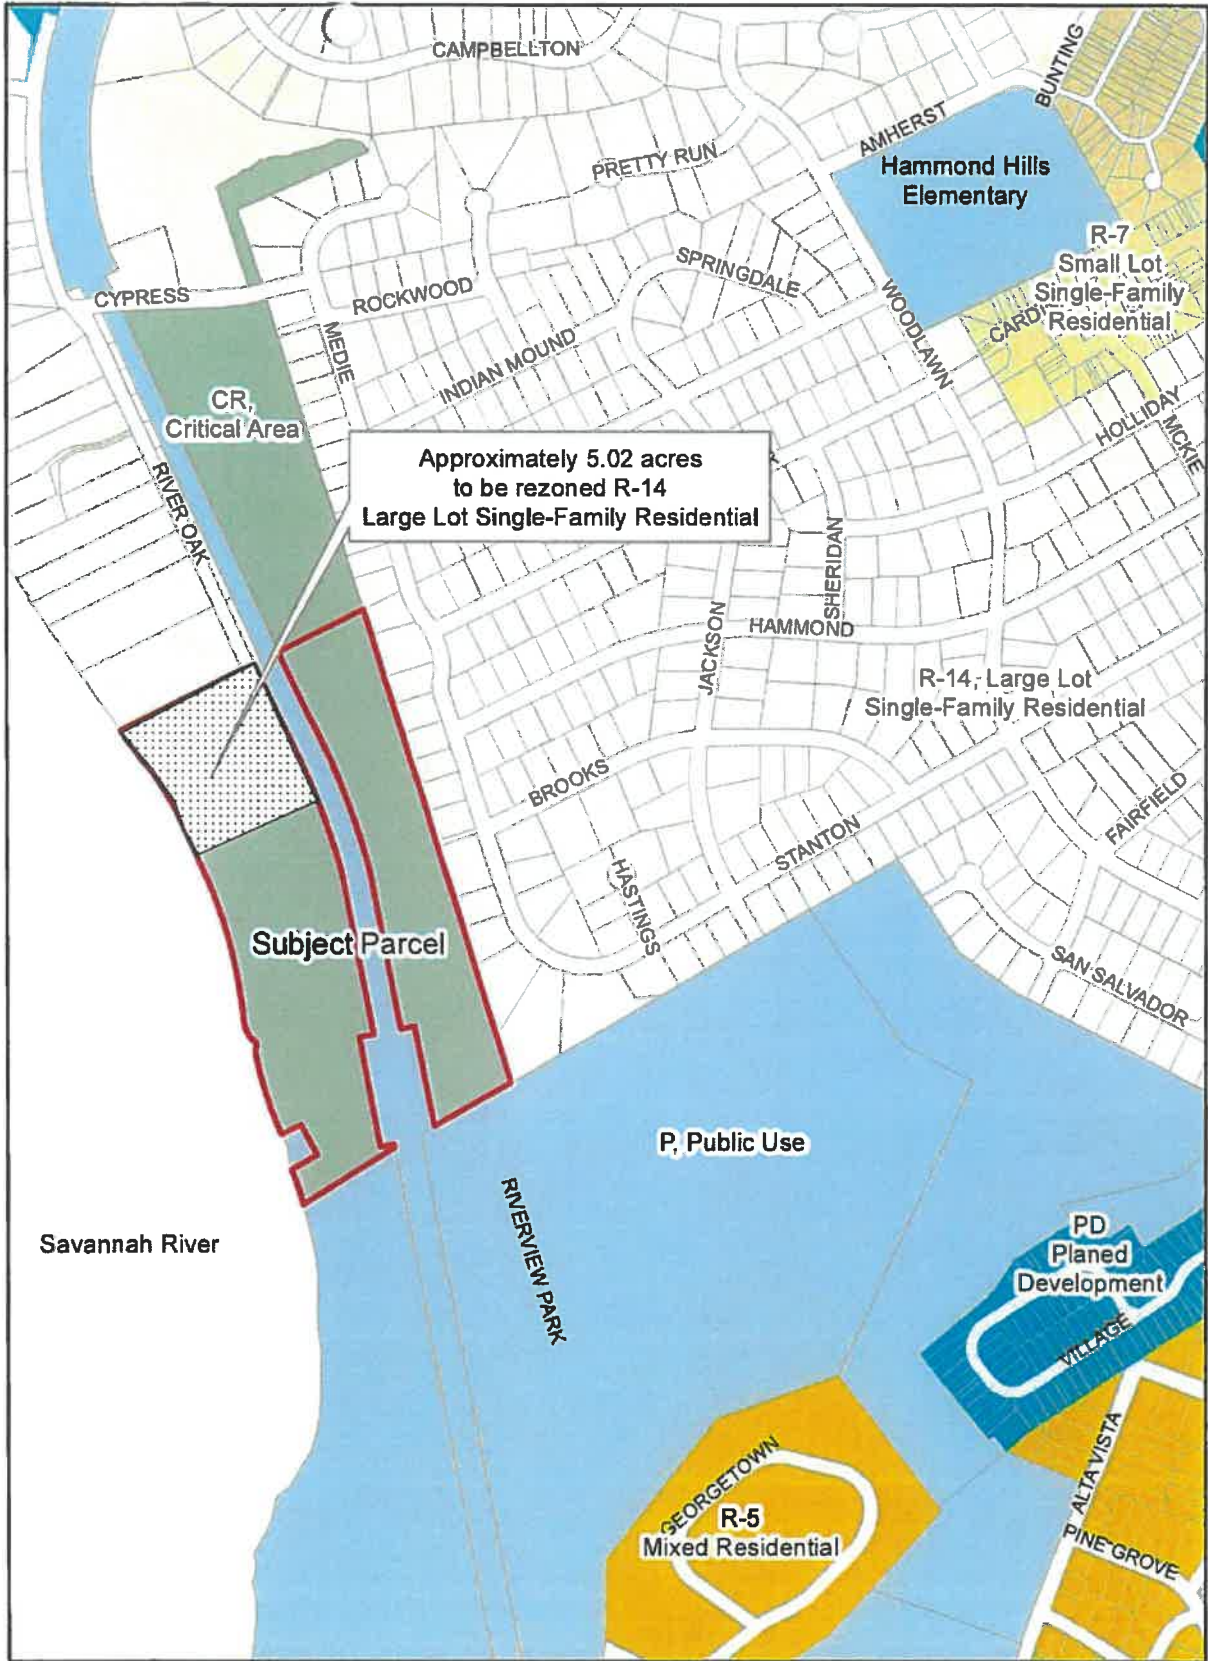 CAMPBELLTON
BUNTING
AMHERST
PRETTY RUN
Hammond Hills
Elementary
R-7
Small Lot
Single-Family
Residential
SPRINGDALE
CYPRESS
ROCKWOOD
WOODLAWN
MEDIE
INDIAN MOUND
CR,
Critical Area
HOLLIDAY
MCKIE
Approximately 5.02 acres
to be rezoned R-14
Large Lot Single-Family Residential
RIVER OAK
SHERIDAN
HAMMOND
JACKSON
R-14, Large Lot
Single-Family Residential
BROOKS
FAIRFIELD
STANTON
HASTINGS
Subject Parcel
SAN SALVADOR
P, Public Use
RIVERVIEW PARK
Savannah River
PD
Planed
Development
VILLAGE
ALTA VISTA
GEORGETOWN
R-5
Mixed Residential
PINE GROVE